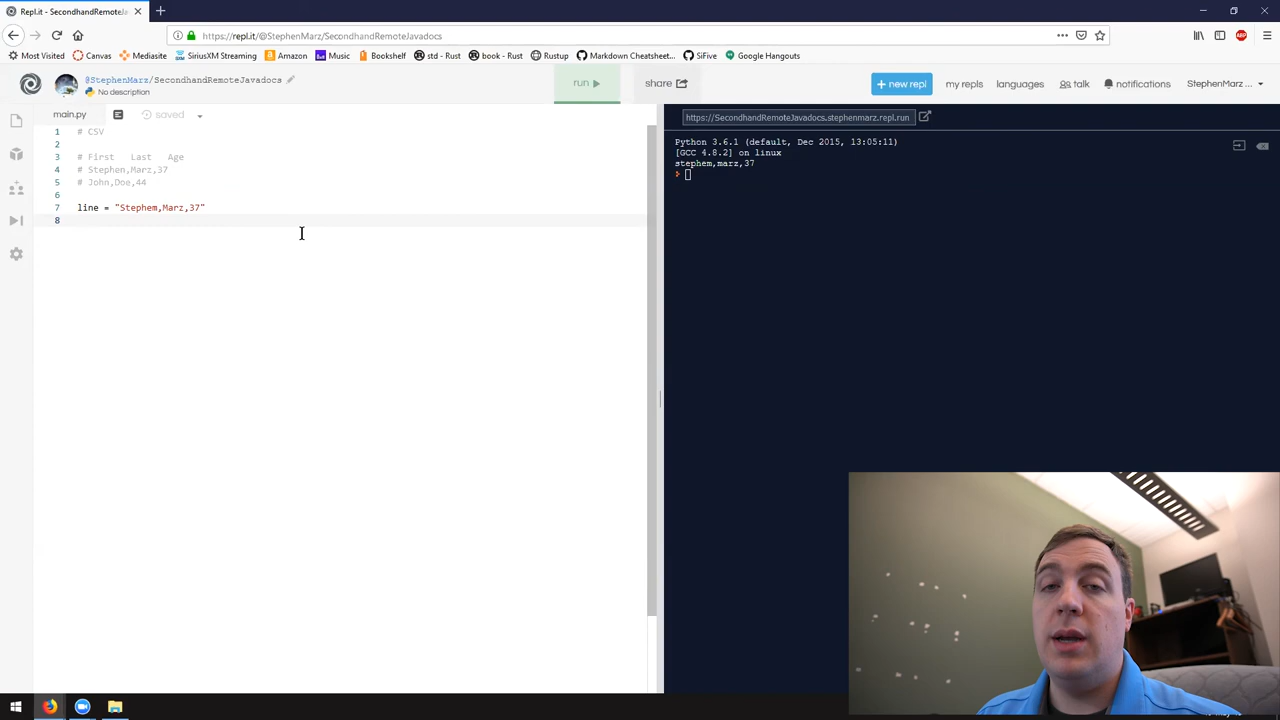 Repl.it - SecondhandRemoteJa
https://repl.it/@StephenMarz/SecondhandRemoteJavadocs
Most Visited Canvas Mediasite SiriusXM Streaming Amazon Music Bookshelf std - Rust book - Rust Rustup Markdown Cheatsheet... SiFive Google Hangouts
@StephenMarz/SecondhandRemoteJavadocs
No description
run
share
+ new repl
my repls
languages
talk
notifications
StephenMarz ...
main.py
saved
https://SecondhandRemoteJavadocs.stephenmarz.repl.run
1 # CSV
2
3 # First Last Age
4 # Stephen,Marz,37
5 # John,Doe,44
6
7 line = "Stephem,Marz,37"
8
Python 3.6.1 (default, Dec 2015, 13:05:11)
[GCC 4.8.2] on linux
stephem,marz,37